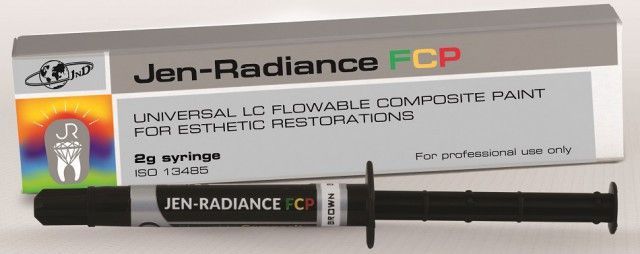 JnD
Jen-Radiance FCP
JR
UNIVERSAL LC FLOWABLE COMPOSITE PAINT
FOR ESTHETIC RESTORATIONS
2g syringe
ISO 13485
For professional use only
JEN-RADIANCE FCP
BROWN